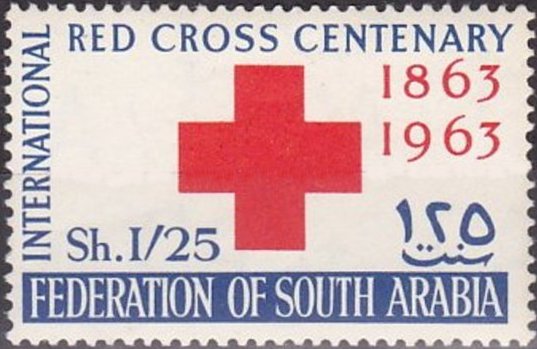 INTERNATIONAL
RED CROSS CENTENARY
1863
1963
Sh.1/25
١٢٥
سنت
FEDERATION OF SOUTH ARABIA